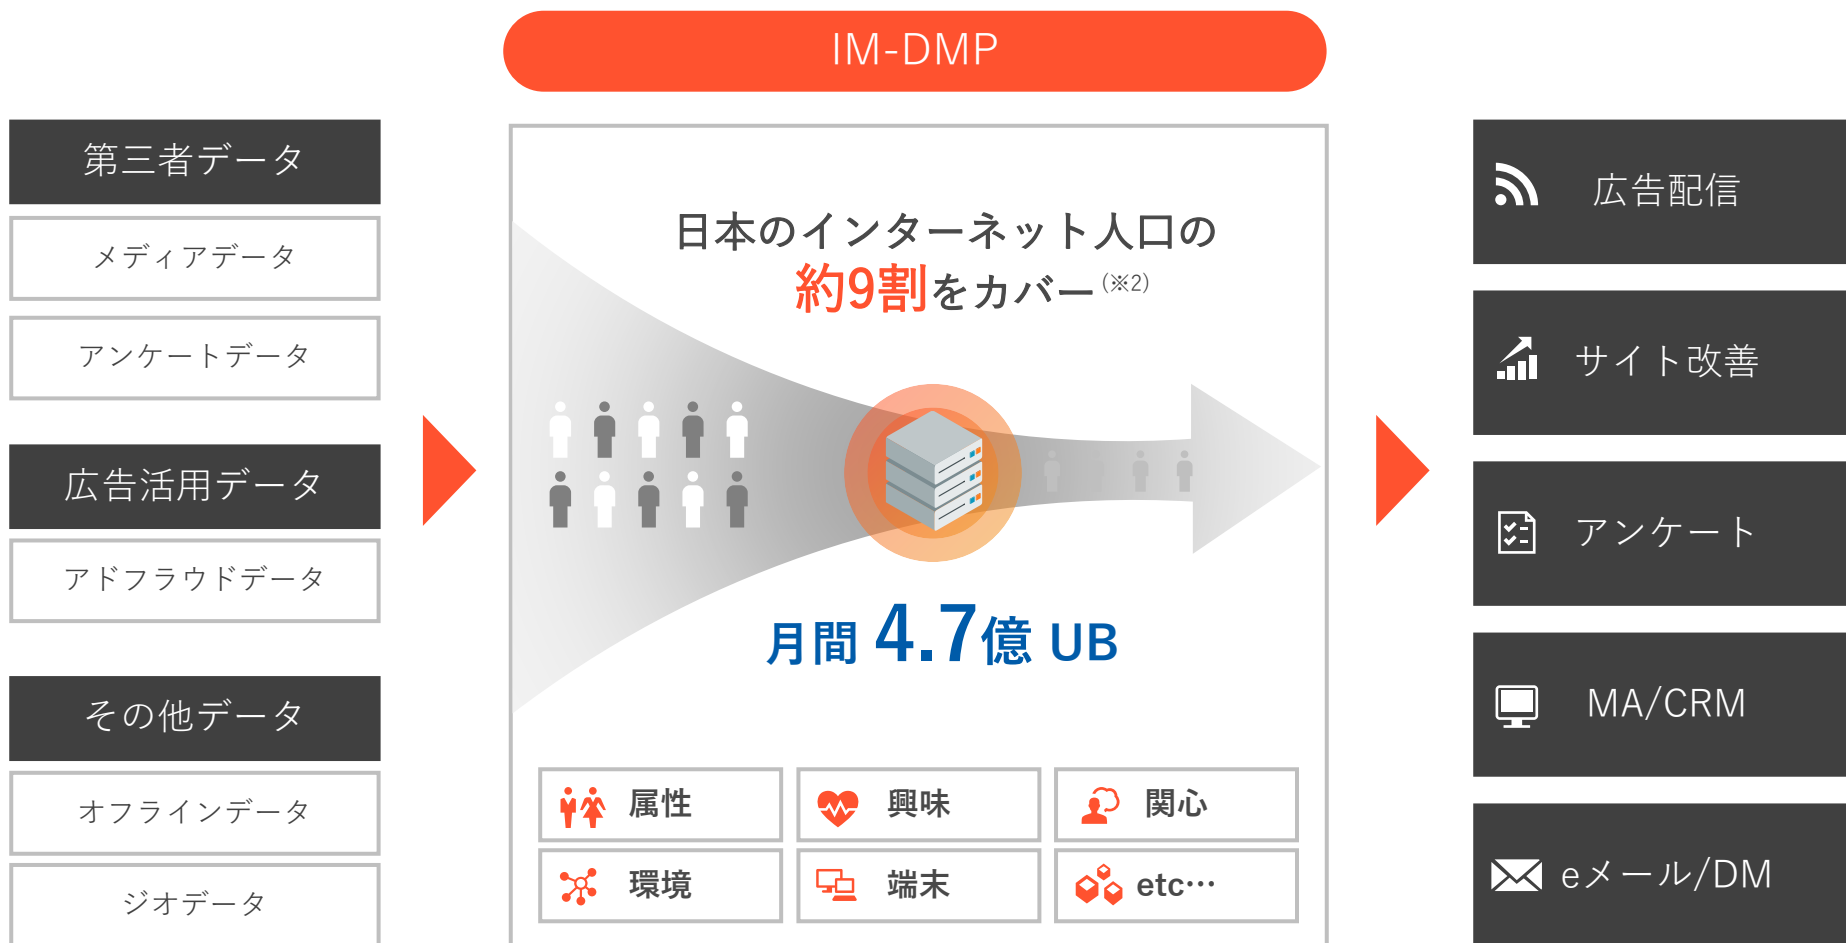 IM-DMP
第三者データ
メディアデータ
アンケートデータ
広告活用データ
アドフラウドデータ
その他データ
オフラインデータ
ジオデータ
日本のインターネット人口の
約9割をカバー(※2)
月間 4.7億 UB
属性
興味
関心
環境
端末
etc…
広告配信
サイト改善
アンケート
MA/CRM
eメール/DM